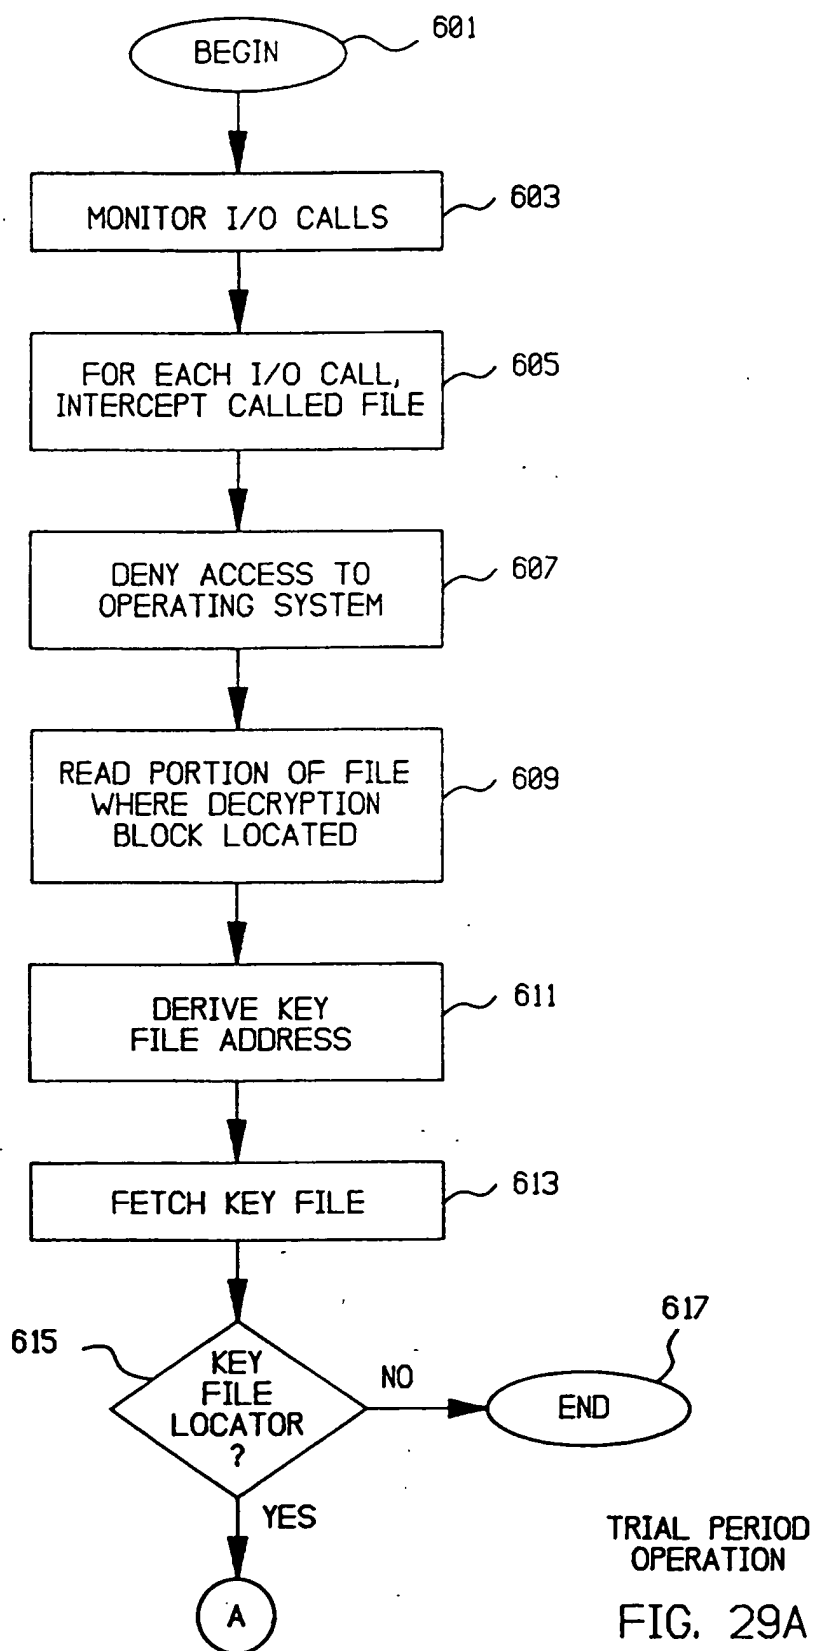 BEGIN
601
MONITOR I/O CALLS
603
FOR EACH I/O CALL,
INTERCEPT CALLED FILE
605
DENY ACCESS TO
OPERATING SYSTEM
607
READ PORTION OF FILE
WHERE DECRYPTION
BLOCK LOCATED
609
DERIVE KEY
FILE ADDRESS
611
FETCH KEY FILE
613
615
KEY
FILE
LOCATOR
?
NO
617
END
YES
A
TRIAL PERIOD
OPERATION
FIG. 29A